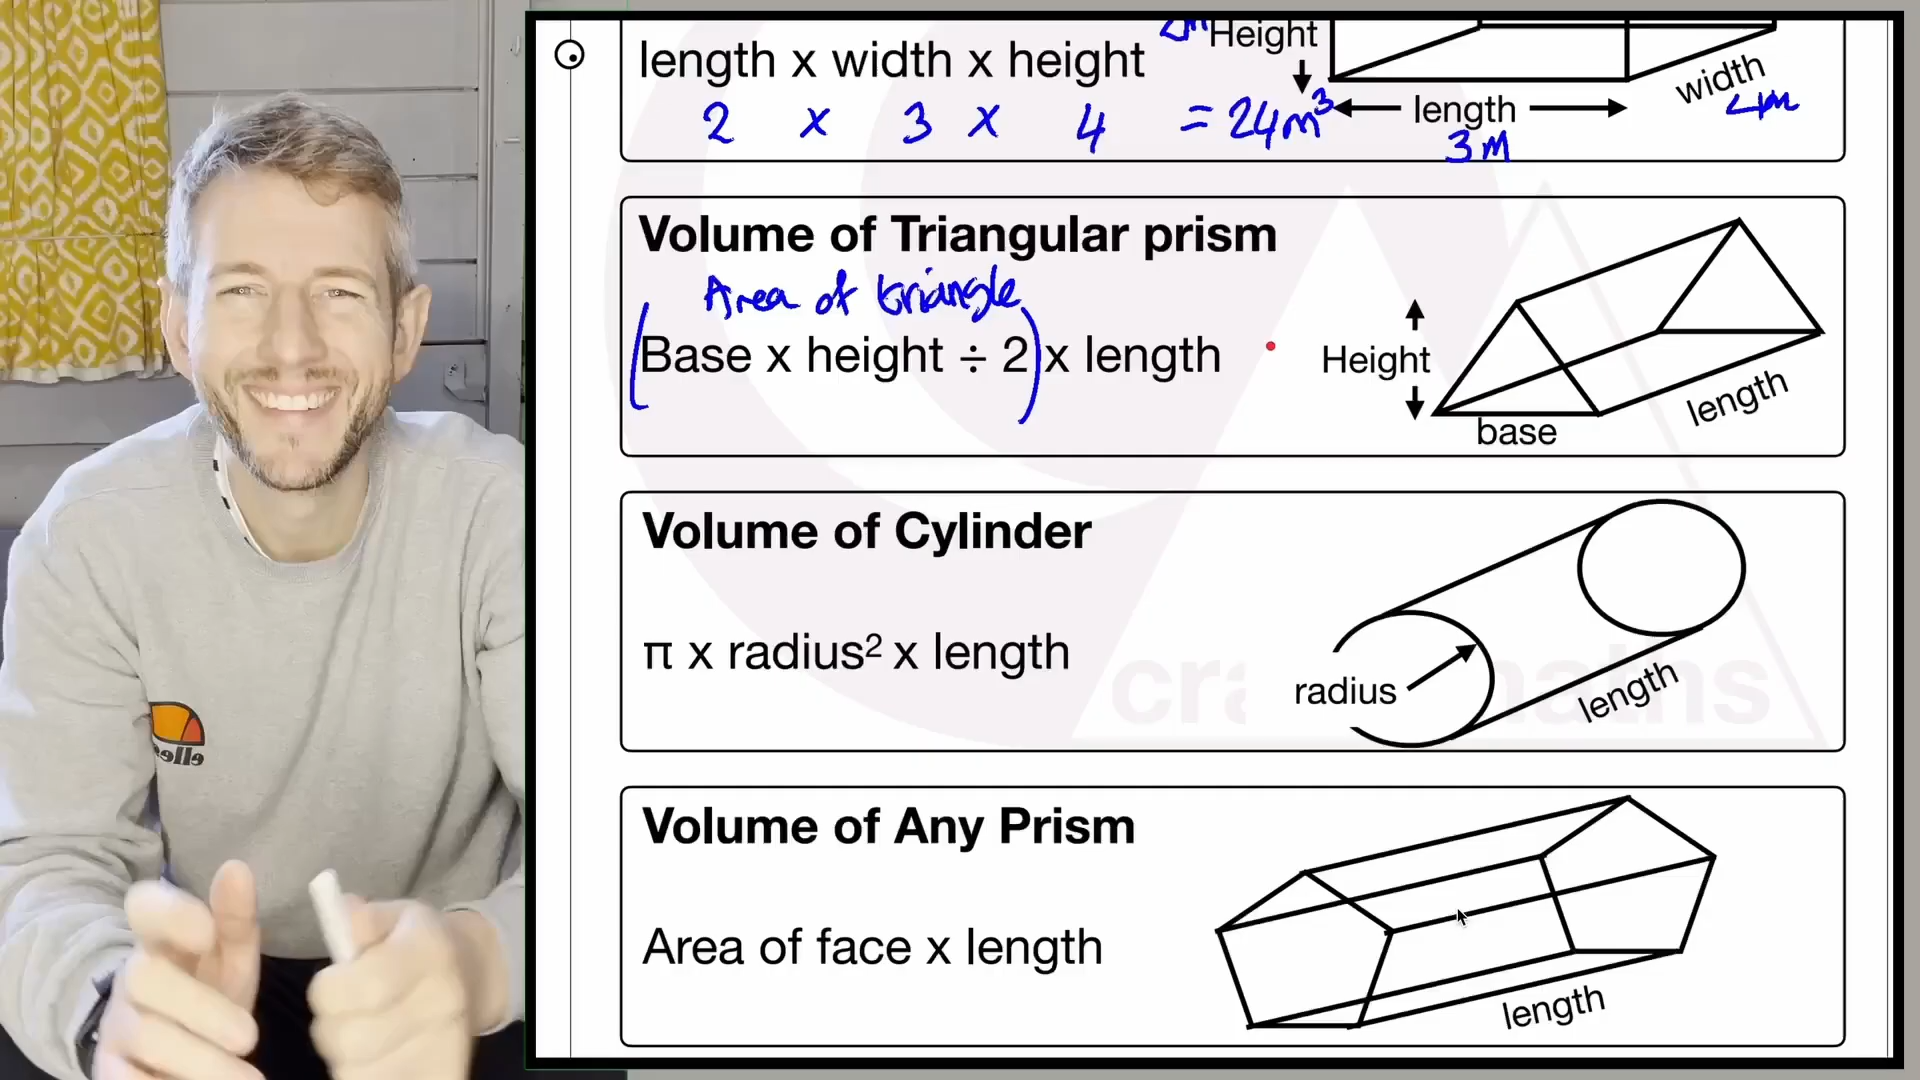 2m Height
length x width x height
width
4m
length
2 x 3 x 4 = 24m³
3M
Volume of Triangular prism
Area of triangle
(Base x height ÷ 2) x length
Height
length
base
Volume of Cylinder
π x radius² x length
radius
length
Volume of Any Prism
Area of face x length
length
elle